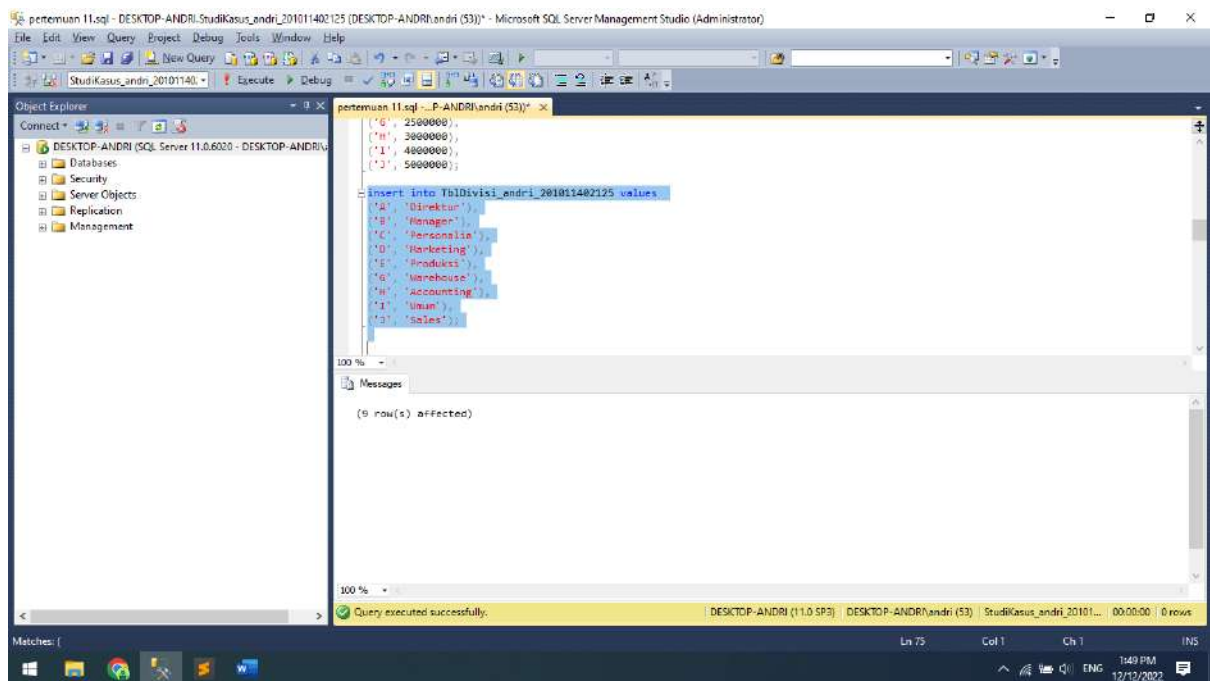 pertemuan 11.sql - DESKTOP-ANDRI.StudiKasus_andri_201011402125 (DESKTOP-ANDRI\andri (53))* - Microsoft SQL Server Management Studio (Administrator)
File Edit View Query Project Debug Tools Window Help
New Query
StudiKasus_andri_20101140 Execute Debug
Object Explorer
Connect
DESKTOP-ANDRI (SQL Server 11.0.6020 - DESKTOP-ANDRI\
Databases
Security
Server Objects
Replication
Management
pertemuan 11.sql -...P-ANDRI\andri (53))*
('G', 2500000),
('H', 3000000),
('I', 4000000),
('J', 5000000);
insert into TblDivisi_andri_201011402125 values
('A', 'Direktur'),
('B', 'Manager'),
('C', 'Personalia'),
('D', 'Marketing'),
('E', 'Produksi'),
('G', 'Warehouse'),
('H', 'Accounting'),
('I', 'Umum'),
('J', 'Sales');
100 %
Messages
(9 row(s) affected)
100 %
Query executed successfully. DESKTOP-ANDRI (11.0 SP3) DESKTOP-ANDRI\andri (53) StudiKasus_andri_20101... 00:00:00 0 rows
Matches: ( Ln 75 Col 1 Ch 1 INS
ENG 1:49 PM
12/12/2022